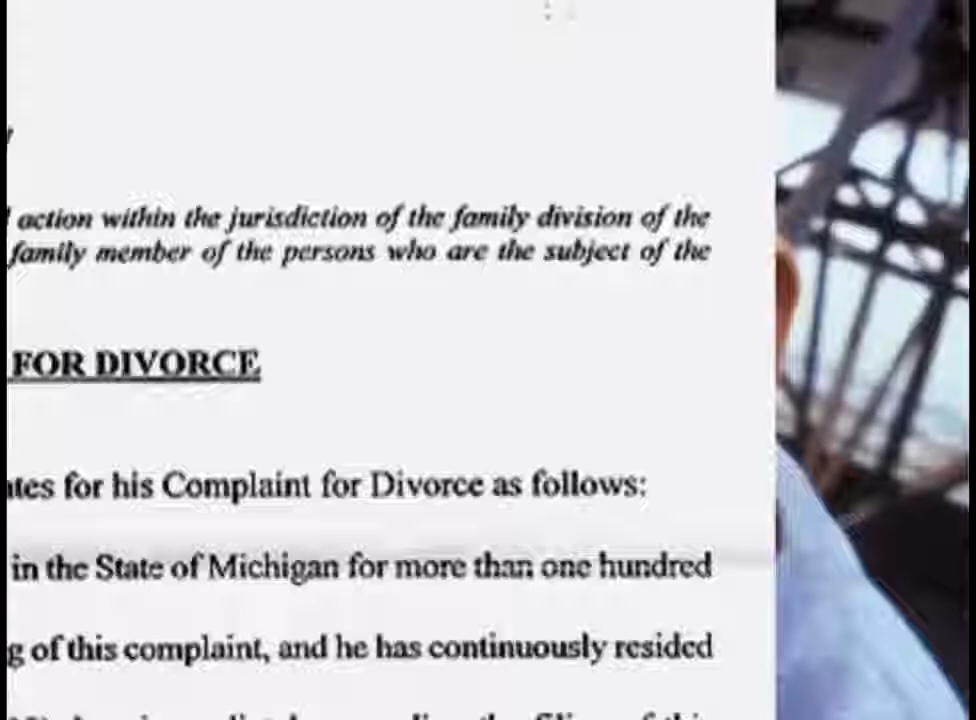 action within the jurisdiction of the family division of the
family member of the persons who are the subject of the
FOR DIVORCE
for his Complaint for Divorce as follows:
in the State of Michigan for more than one hundred
of this complaint, and he has continuously resided